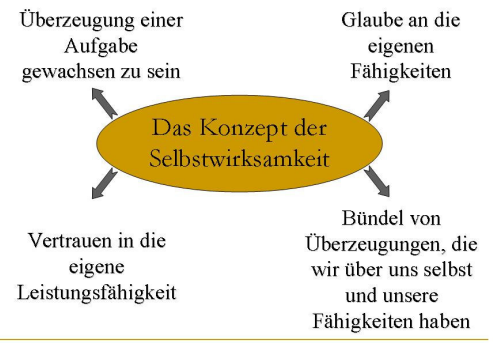 Überzeugung einer
Aufgabe
gewachsen zu sein
Glaube an die
eigenen
Fähigkeiten
Das Konzept der
Selbstwirksamkeit
Vertrauen in die
eigene
Leistungsfähigkeit
Bündel von
Überzeugungen, die
wir über uns selbst
und unsere
Fähigkeiten haben